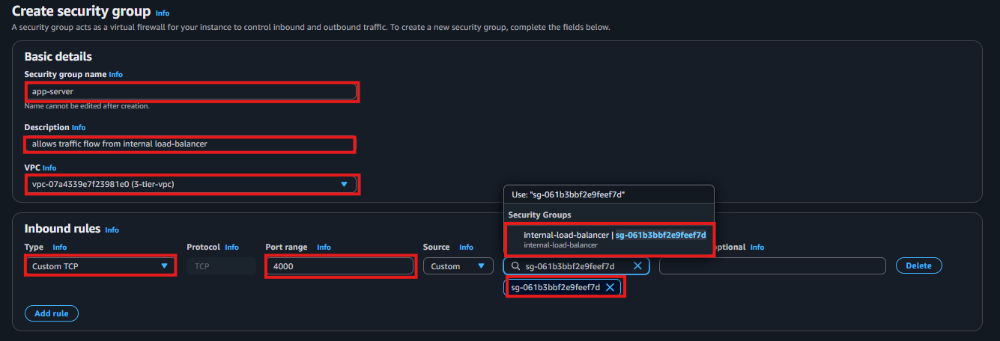 Create security group Info
A security group acts as a virtual firewall for your instance to control inbound and outbound traffic. To create a new security group, complete the fields below.
Basic details
Security group name Info
app-server
Name cannot be edited after creation.
Description Info
allows traffic flow from internal load-balancer
VPC Info
vpc-07a4339e7f23981e0 (3-tier-vpc)
Use: "sg-061b3bbf2e9feef7d"
Security Groups
internal-load-balancer | sg-061b3bbf2e9feef7d
internal-load-balancer
Inbound rules Info
Type Info Protocol Info Port range Info Source Info optional Info
Custom TCP TCP 4000 Custom sg-061b3bbf2e9feef7d Delete
sg-061b3bbf2e9feef7d
Add rule